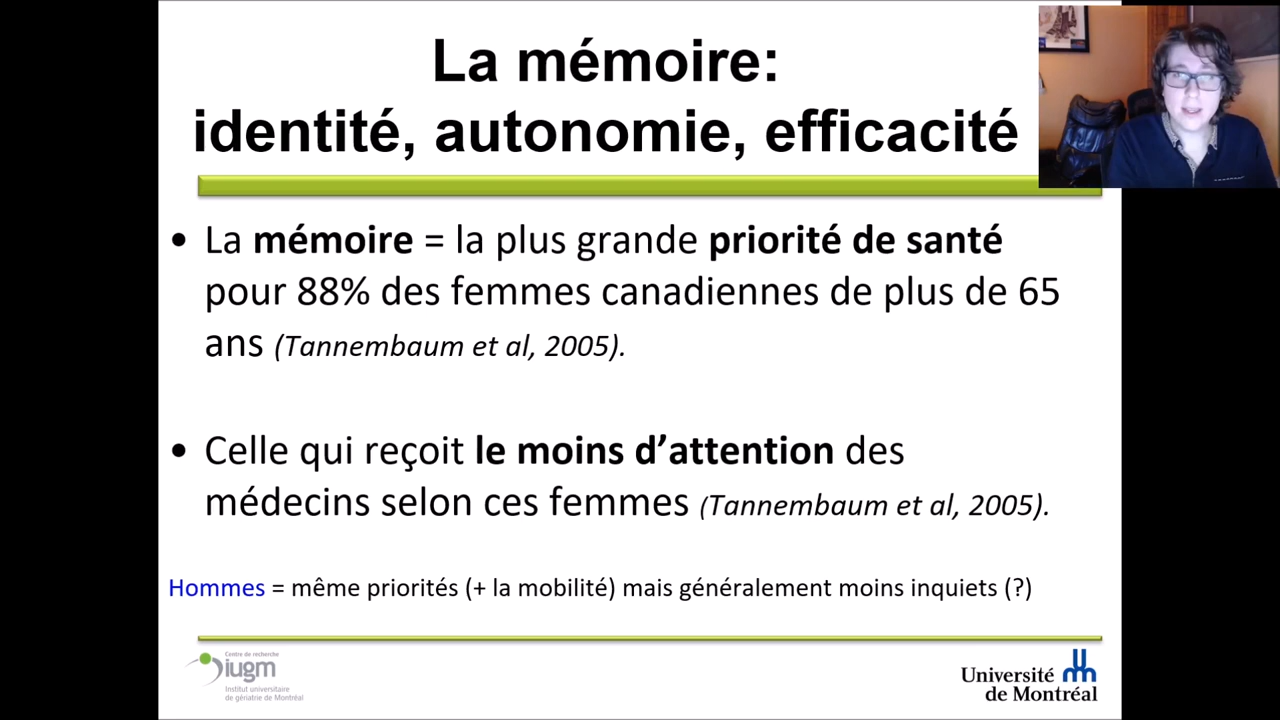 La mémoire:
identité, autonomie, efficacité
• La mémoire = la plus grande priorité de santé
pour 88% des femmes canadiennes de plus de 65
ans (Tannembaum et al, 2005).
• Celle qui reçoit le moins d’attention des
médecins selon ces femmes (Tannembaum et al, 2005).
Hommes = même priorités (+ la mobilité) mais généralement moins inquiets (?)
Centre de recherche
iugm
Institut universitaire
de gériatrie de Montréal
Université
de Montréal